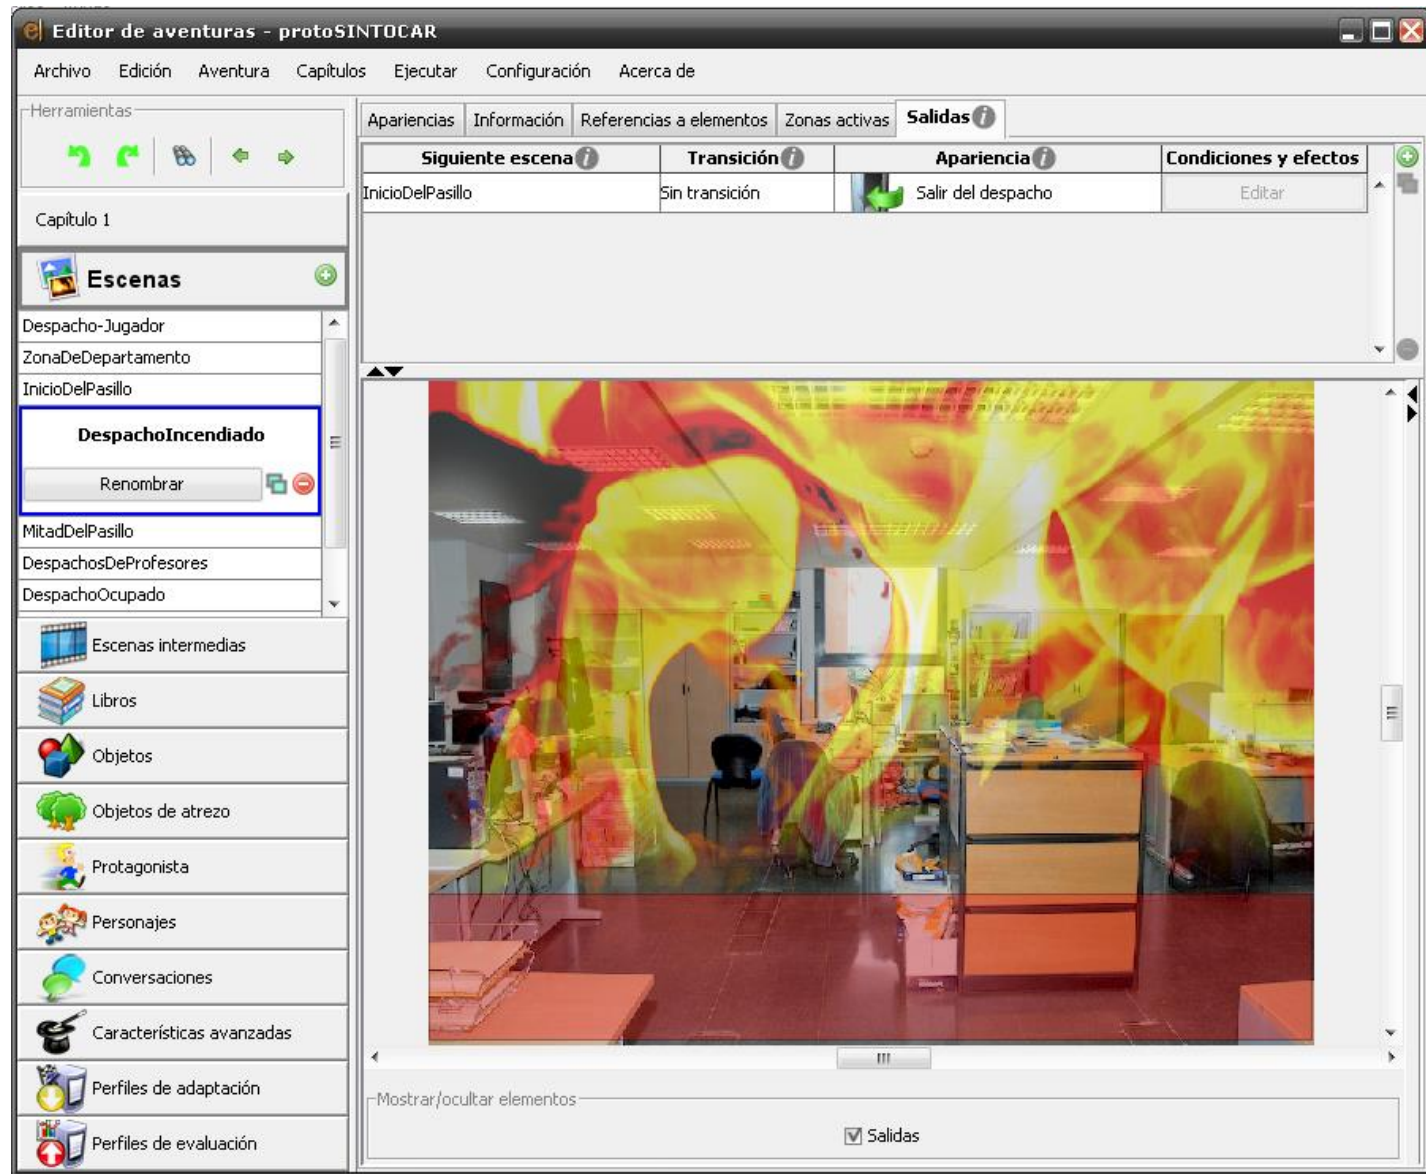 Editor de aventuras - protoSINTOCAR
Archivo Edición Aventura Capítulos Ejecutar Configuración Acerca de
Herramientas
Capítulo 1
Escenas
Despacho-Jugador
ZonaDeDepartamento
InicioDelPasillo
DespachoIncendiado
Renombrar
MitadDelPasillo
DespachosDeProfesores
DespachoOcupado
Escenas intermedias
Libros
Objetos
Objetos de atrezo
Protagonista
Personajes
Conversaciones
Características avanzadas
Perfiles de adaptación
Perfiles de evaluación
Apariencias Información Referencias a elementos Zonas activas Salidas
Siguiente escena Transición Apariencia Condiciones y efectos
InicioDelPasillo Sin transición Salir del despacho Editar
Mostrar/ocultar elementos
Salidas